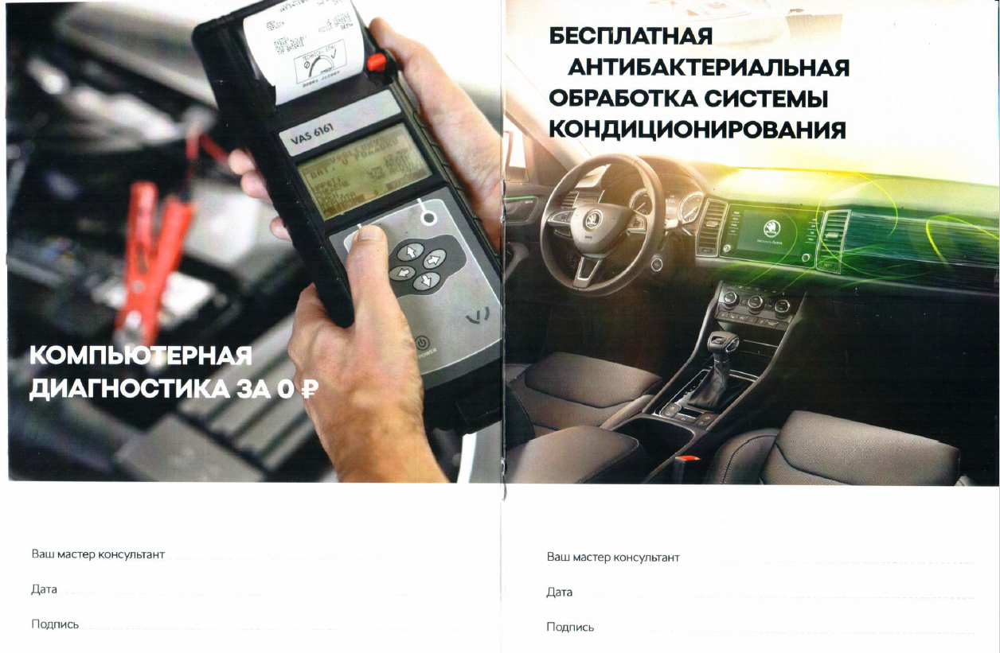 VAS 6161
POWER
КОМПЬЮТЕРНАЯ
ДИАГНОСТИКА ЗА 0 ₽
Ваш мастер консультант
Дата
Подпись
БЕСПЛАТНАЯ
АНТИБАКТЕРИАЛЬНАЯ
ОБРАБОТКА СИСТЕМЫ
КОНДИЦИОНИРОВАНИЯ
Ваш мастер консультант
Дата
Подпись